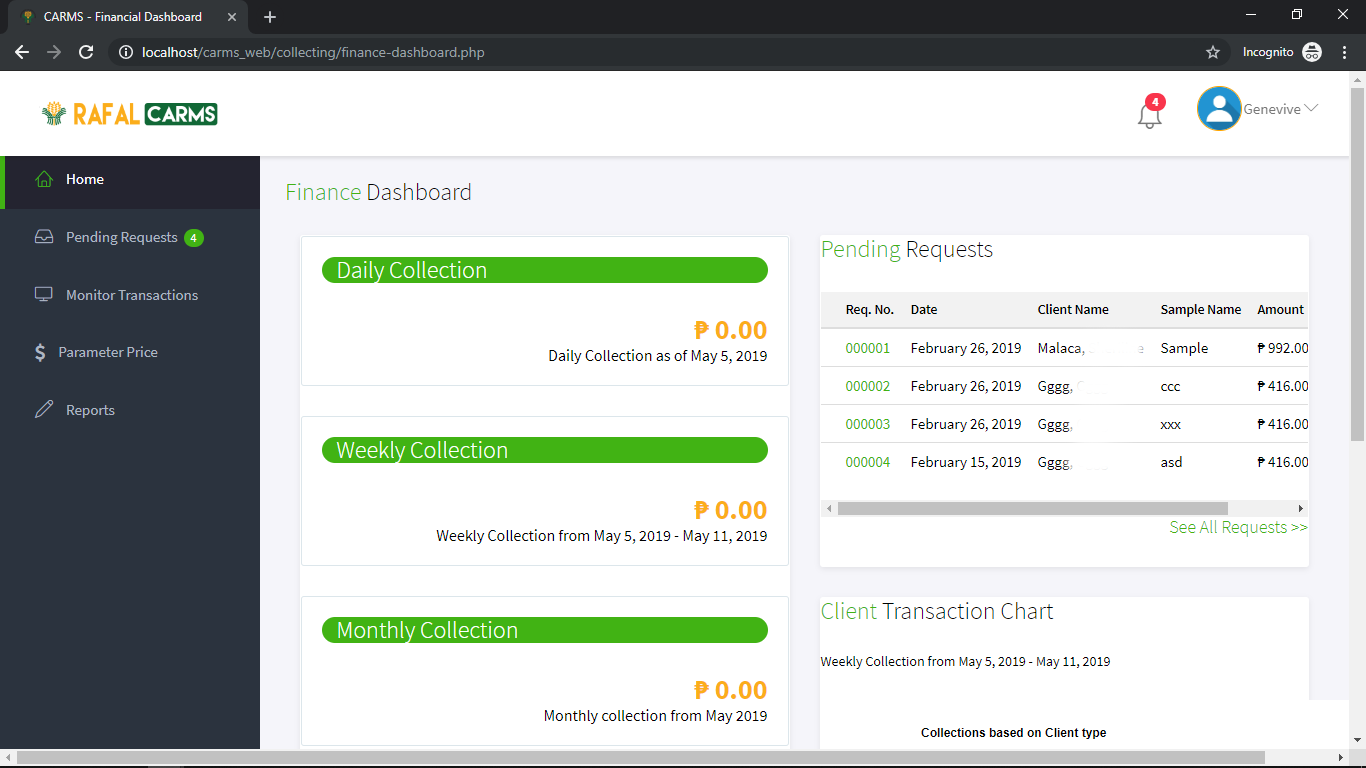 CARMS - Financial Dashboard
localhost/carms_web/collecting/finance-dashboard.php
Incognito
RAFAL CARMS
4
Genevive
Home
Pending Requests 4
Monitor Transactions
Parameter Price
Reports
Finance Dashboard
Daily Collection
₱ 0.00
Daily Collection as of May 5, 2019
Weekly Collection
₱ 0.00
Weekly Collection from May 5, 2019 - May 11, 2019
Monthly Collection
₱ 0.00
Monthly collection from May 2019
Pending Requests
Req. No. Date Client Name Sample Name Amount
000001 February 26, 2019 Malaca, e Sample ₱ 992.00
000002 February 26, 2019 Gggg, ccc ₱ 416.00
000003 February 26, 2019 Gggg, xxx ₱ 416.00
000004 February 15, 2019 Gggg, asd ₱ 416.00
See All Requests >>
Client Transaction Chart
Weekly Collection from May 5, 2019 - May 11, 2019
Collections based on Client type